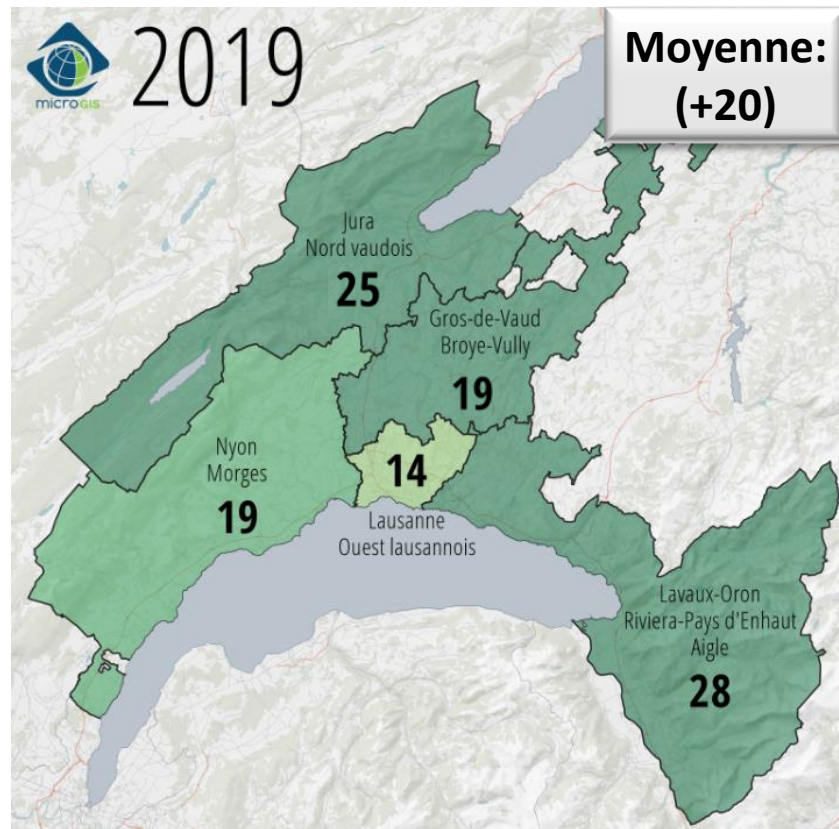 microGIS
2019
Moyenne:
(+20)
Jura
Nord vaudois
25
Gros-de-Vaud
Broye-Vully
19
Nyon
Morges
19
14
Lausanne
Ouest lausannois
Lavaux-Oron
Riviera-Pays d'Enhaut
Aigle
28